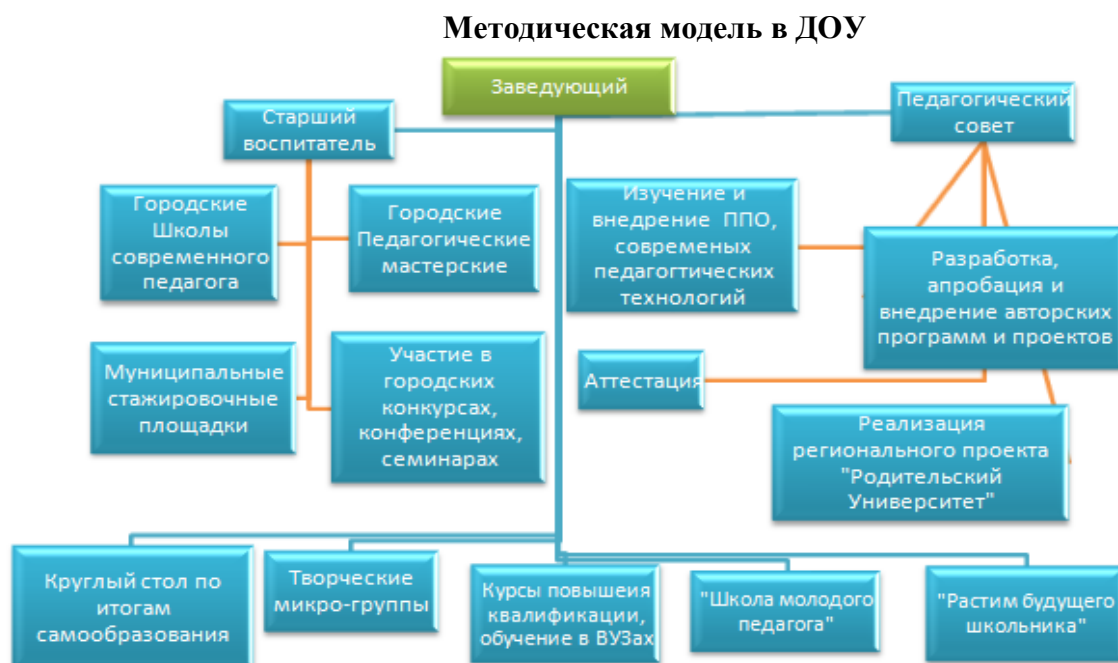 Методическая модель в ДОУ
Заведующий
Старший
воспитатель
Педагогический
совет
Городские
Школы
современного
педагога
Городские
Педагогические
мастерские
Изучение и
внедрение ППО,
современых
педагогтических
технологий
Разработка,
апробация и
внедрение авторских
программ и проектов
Муниципальные
стажировочные
площадки
Участие в
городских
конкурсах,
конференциях,
семинарах
Аттестация
Реализация
регионального проекта
"Родительский
Университет"
Круглый стол по
итогам
самообразования
Творческие
микро-группы
Курсы повышеия
квалификации,
обучение в ВУЗах
"Школа молодого
педагога"
"Растим будущего
школьника"